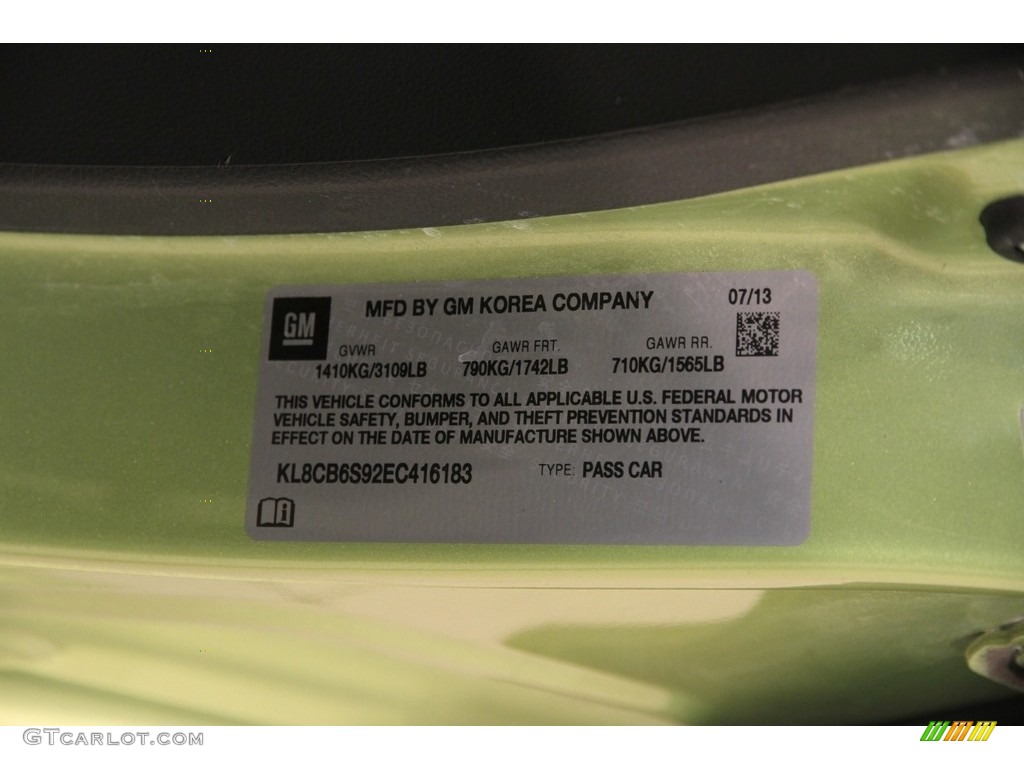 MFD BY GM KOREA COMPANY 07/13
GM
GVWR GAWR FRT. GAWR RR.
1410KG/3109LB 790KG/1742LB 710KG/1565LB
THIS VEHICLE CONFORMS TO ALL APPLICABLE U.S. FEDERAL MOTOR
VEHICLE SAFETY, BUMPER, AND THEFT PREVENTION STANDARDS IN
EFFECT ON THE DATE OF MANUFACTURE SHOWN ABOVE.
KL8CB6S92EC416183 TYPE: PASS CAR
i
GTCARLOT.COM